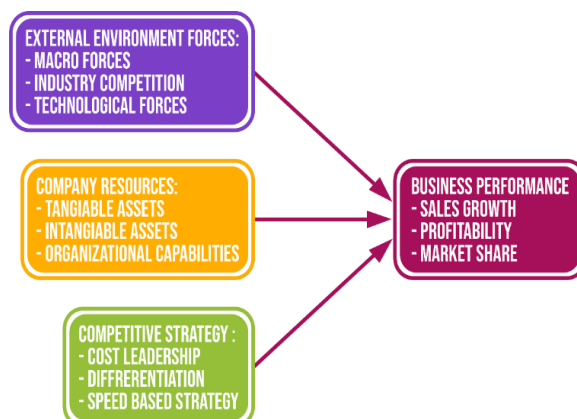 EXTERNAL ENVIRONMENT FORCES:
- MACRO FORCES
- INDUSTRY COMPETITION
- TECHNOLOGICAL FORCES
COMPANY RESOURCES:
- TANGIABLE ASSETS
- INTANGIABLE ASSETS
- ORGANIZATIONAL CAPABILITIES
BUSINESS PERFORMANCE
- SALES GROWTH
- PROFITABILITY
- MARKET SHARE
COMPETITIVE STRATEGY :
- COST LEADERSHIP
- DIFFRERENTIATION
- SPEED BASED STRATEGY